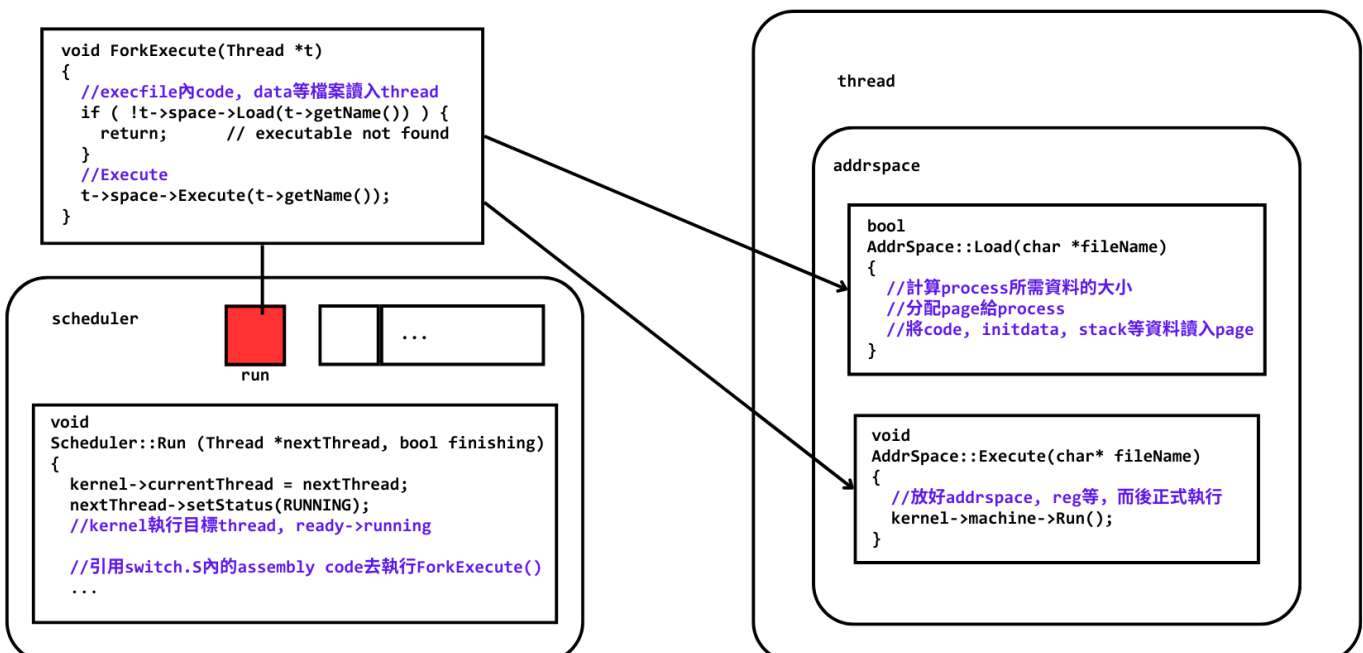 void ForkExecute(Thread *t)
{
//execfile內code, data等檔案讀入thread
if ( !t->space->Load(t->getName()) ) {
return;      // executable not found
}
//Execute
t->space->Execute(t->getName());
}
scheduler
...
run
void
Scheduler::Run (Thread *nextThread, bool finishing)
{
kernel->currentThread = nextThread;
nextThread->setStatus(RUNNING);
//kernel執行目標thread, ready->running
//引用switch.S內的assembly code去執行ForkExecute()
...
thread
addrspace
bool
AddrSpace::Load(char *fileName)
{
//計算process所需資料的大小
//分配page給process
//將code, initdata, stack等資料讀入page
}
void
AddrSpace::Execute(char* fileName)
{
//放好addrspace, reg等，而後正式執行
kernel->machine->Run();
}